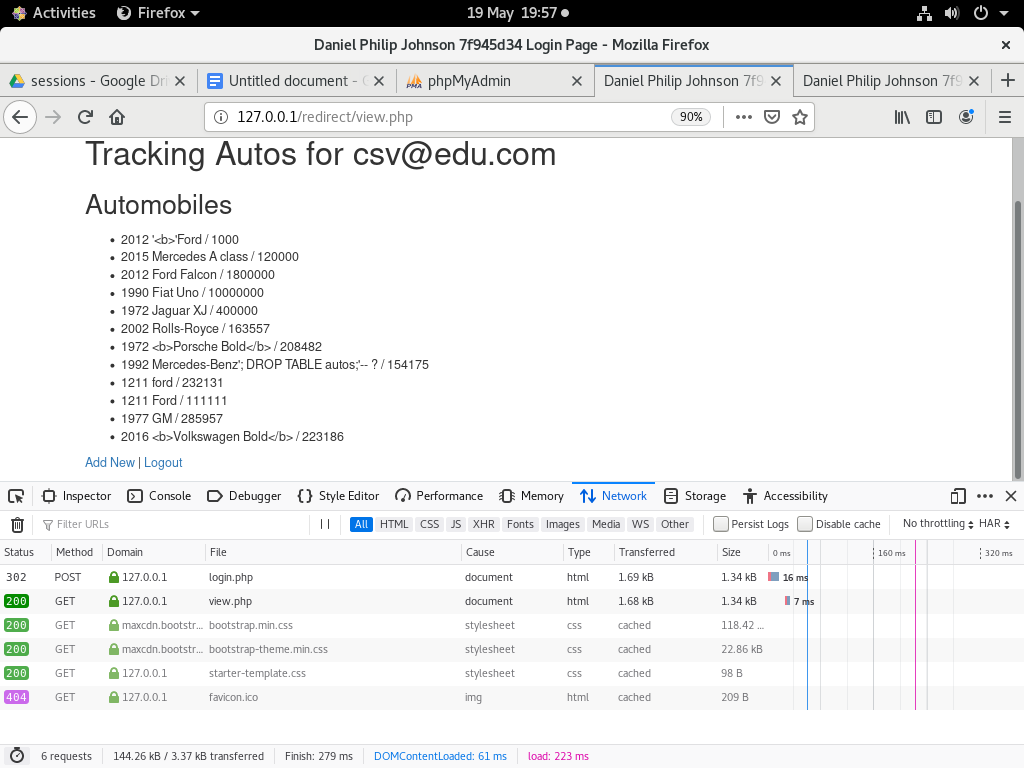 Activities Firefox 19 May 19:57
Daniel Philip Johnson 7f945d34 Login Page - Mozilla Firefox
sessions - Google Dri Untitled document - G phpMyAdmin Daniel Philip Johnson 7f9 Daniel Philip Johnson 7f9
127.0.0.1/redirect/view.php 90%
Tracking Autos for csv@edu.com
Automobiles
2012 '<b>'Ford / 1000
2015 Mercedes A class / 120000
2012 Ford Falcon / 1800000
1990 Fiat Uno / 10000000
1972 Jaguar XJ / 400000
2002 Rolls-Royce / 163557
1972 <b>Porsche Bold</b> / 208482
1992 Mercedes-Benz'; DROP TABLE autos;'-- ? / 154175
1211 ford / 232131
1211 Ford / 111111
1977 GM / 285957
2016 <b>Volkswagen Bold</b> / 223186
Add New | Logout
Inspector Console Debugger Style Editor Performance Memory Network Storage Accessibility
Filter URLs All HTML CSS JS XHR Fonts Images Media WS Other Persist Logs Disable cache No throttling HAR
Status Method Domain File Cause Type Transferred Size 0 ms 160 ms 320 ms
302 POST 127.0.0.1 login.php document html 1.69 kB 1.34 kB 16 ms
200 GET 127.0.0.1 view.php document html 1.68 kB 1.34 kB 7 ms
200 GET maxcdn.bootstr... bootstrap.min.css stylesheet css cached 118.42 ...
200 GET maxcdn.bootstr... bootstrap-theme.min.css stylesheet css cached 22.86 kB
200 GET 127.0.0.1 starter-template.css stylesheet css cached 98 B
404 GET 127.0.0.1 favicon.ico img html cached 209 B
6 requests 144.26 kB / 3.37 kB transferred Finish: 279 ms DOMContentLoaded: 61 ms load: 223 ms